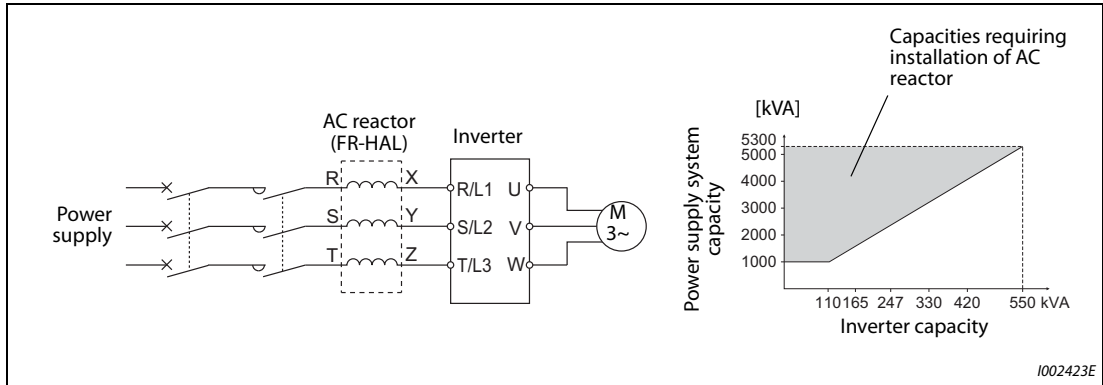 AC reactor
(FR-HAL)
Inverter
Power
supply
R
X
R/L1
U
S
Y
S/L2
V
T
Z
T/L3
W
M
3~
Capacities requiring
installation of AC
reactor
[kVA]
Power supply system
capacity
5300
5000
4000
3000
2000
1000
110
165
247
330
420
550 kVA
Inverter capacity
I002423E